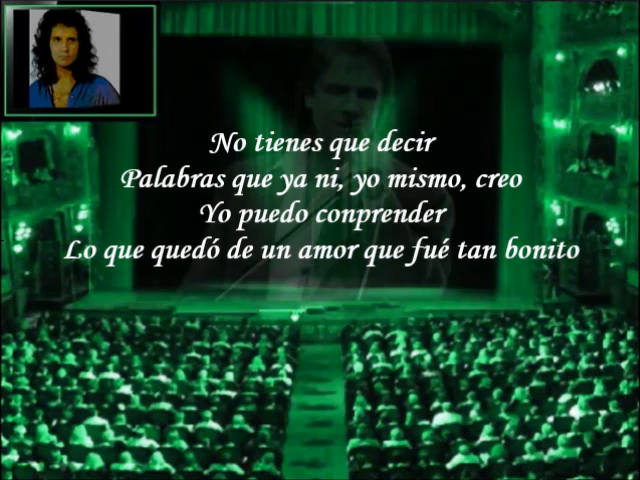 No tienes que decir
Palabras que ya ni, yo mismo, creo
Yo puedo conprender
Lo que quedó de un amor que fué tan bonito